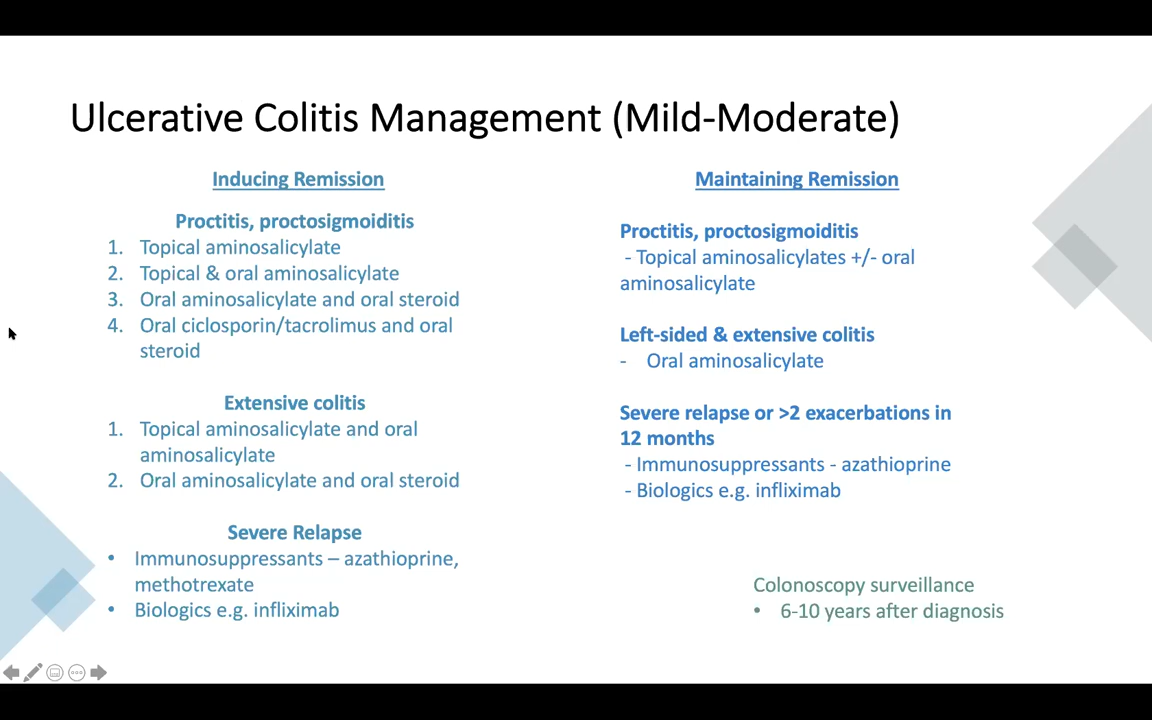 Ulcerative Colitis Management (Mild-Moderate)
Inducing Remission
Proctitis, proctosigmoiditis
1. Topical aminosalicylate
2. Topical & oral aminosalicylate
3. Oral aminosalicylate and oral steroid
4. Oral ciclosporin/tacrolimus and oral
steroid
Extensive colitis
1. Topical aminosalicylate and oral
aminosalicylate
2. Oral aminosalicylate and oral steroid
Severe Relapse
• Immunosuppressants – azathioprine,
methotrexate
• Biologics e.g. infliximab
Maintaining Remission
Proctitis, proctosigmoiditis
- Topical aminosalicylates +/- oral
aminosalicylate
Left-sided & extensive colitis
- Oral aminosalicylate
Severe relapse or >2 exacerbations in
12 months
- Immunosuppressants - azathioprine
- Biologics e.g. infliximab
Colonoscopy surveillance
• 6-10 years after diagnosis